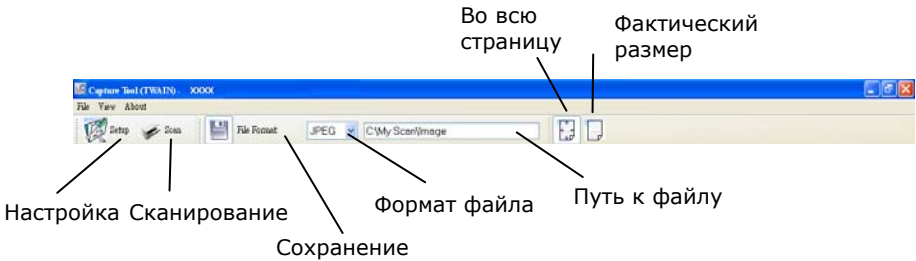 Во всю
страницу
Фактический
размер
Capture Tool (TWAIN) - XXXX
File View About
Setup Scan File Format JPEG C:\My Scan\Image
Настройка Сканирование Формат файла Путь к файлу
Сохранение